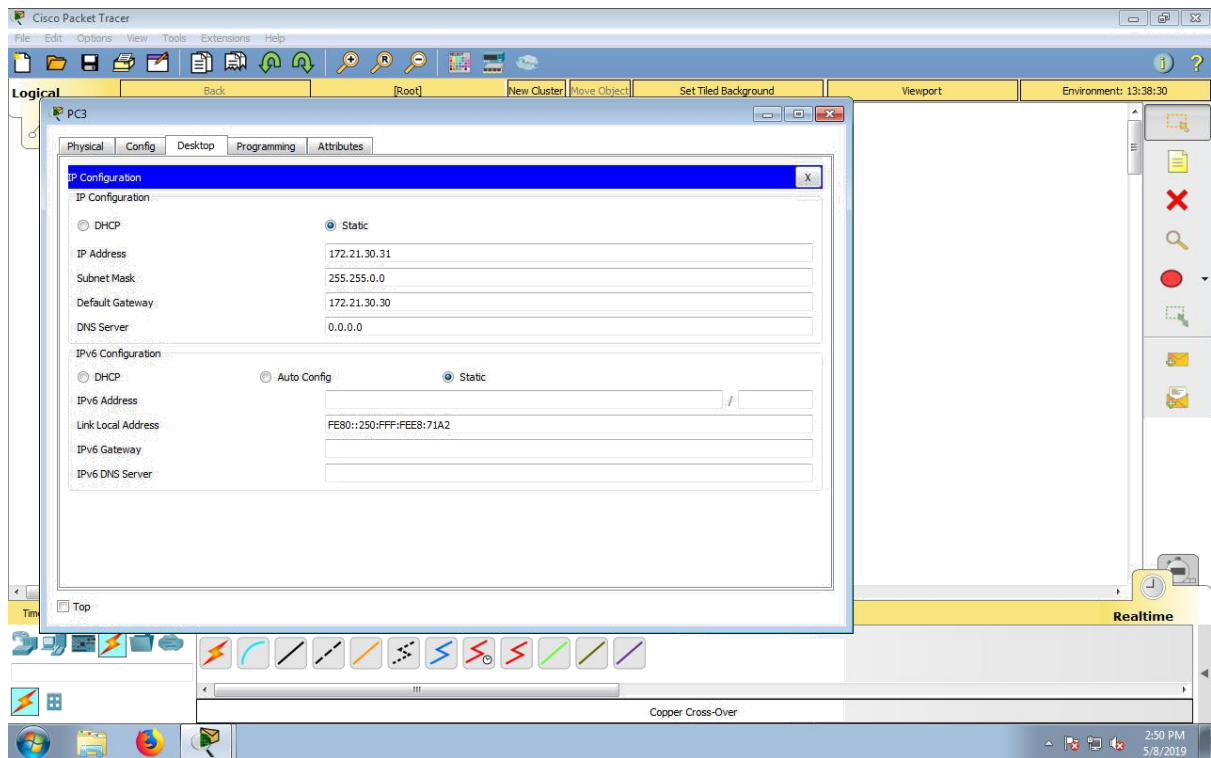 Cisco Packet Tracer
File Edit Options View Tools Extensions Help
Logical Back [Root] New Cluster Move Object Set Tiled Background Viewport Environment: 13:38:30
PC3
Physical Config Desktop Programming Attributes
IP Configuration X
IP Configuration
DHCP Static
IP Address 172.21.30.31
Subnet Mask 255.255.0.0
Default Gateway 172.21.30.30
DNS Server 0.0.0.0
IPv6 Configuration
DHCP Auto Config Static
IPv6 Address /
Link Local Address FE80::250:FFF:FEE8:71A2
IPv6 Gateway
IPv6 DNS Server
Top
Tim
Realtime
Copper Cross-Over
2:50 PM
5/8/2019